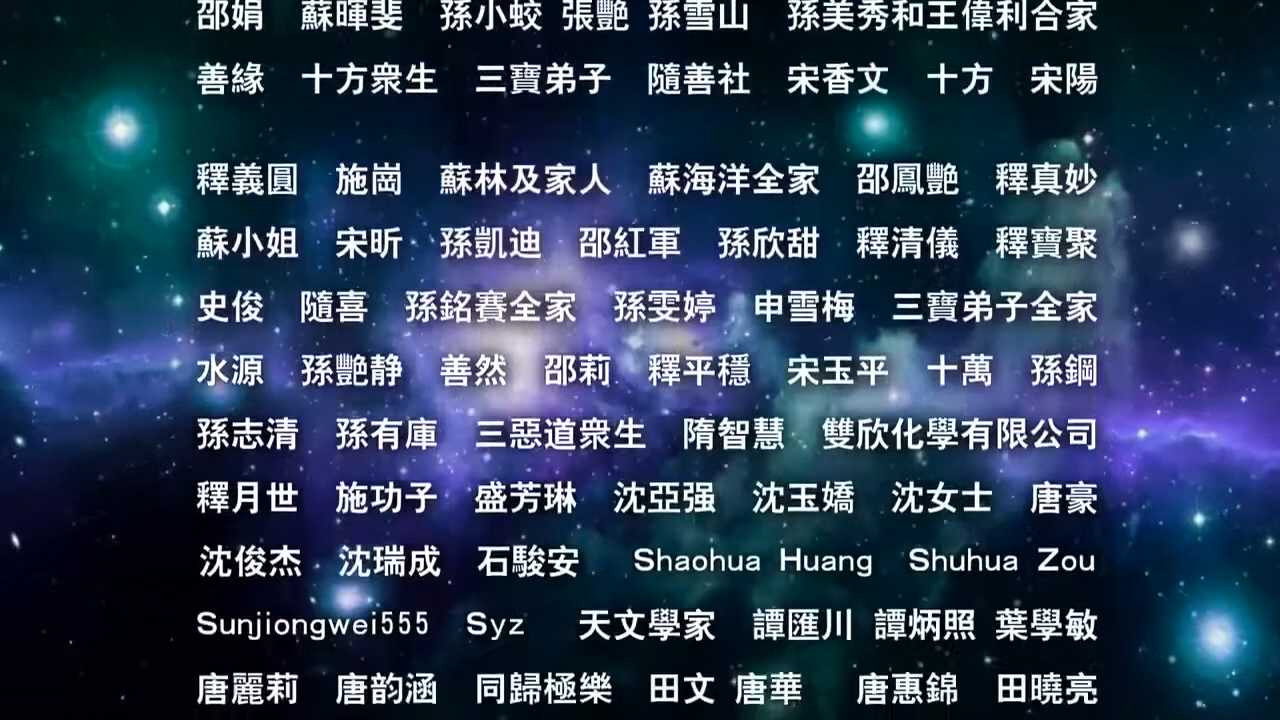 邵娟 蘇暉斐 孫小蛟 張艷 孫雪山 孫美秀和王偉利合家
善緣 十方衆生 三寶弟子 隨善社 宋香文 十方 宋陽
釋義圓 施崗 蘇林及家人 蘇海洋全家 邵鳳艷 釋真妙
蘇小姐 宋昕 孫凱迪 邵紅軍 孫欣甜 釋清儀 釋寶聚
史俊 隨喜 孫銘賽全家 孫雯婷 申雪梅 三寶弟子全家
水源 孫艷静 善然 邵莉 釋平穩 宋玉平 十萬 孫鋼
孫志清 孫有庫 三惡道衆生 隋智慧 雙欣化學有限公司
釋月世 施功子 盛芳琳 沈亞强 沈玉嬌 沈女士 唐豪
沈俊杰 沈瑞成 石駿安 Shaohua Huang Shuhua Zou
Sunjiongwei555 Syz 天文學家 譚匯川 譚炳照 葉學敏
唐麗莉 唐韵涵 同歸極樂 田文 唐華 唐惠錦 田曉亮